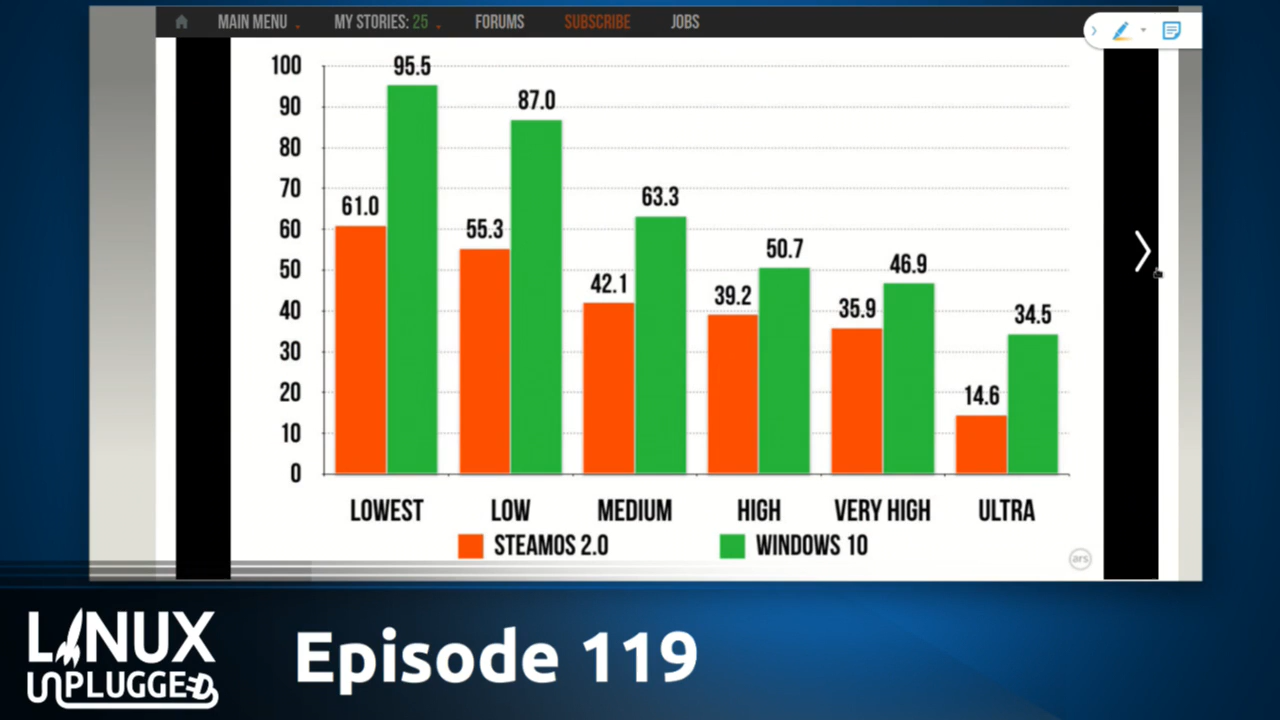 MAIN MENU MY STORIES: 25 FORUMS SUBSCRIBE JOBS
100
90
80
70
60
50
40
30
20
10
0
61.0 95.5
55.3 87.0
42.1 63.3
39.2 50.7
35.9 46.9
14.6 34.5
LOWEST LOW MEDIUM HIGH VERY HIGH ULTRA
STEAMOS 2.0 WINDOWS 10
ars
LINUX
UNPLUGGED
Episode 119